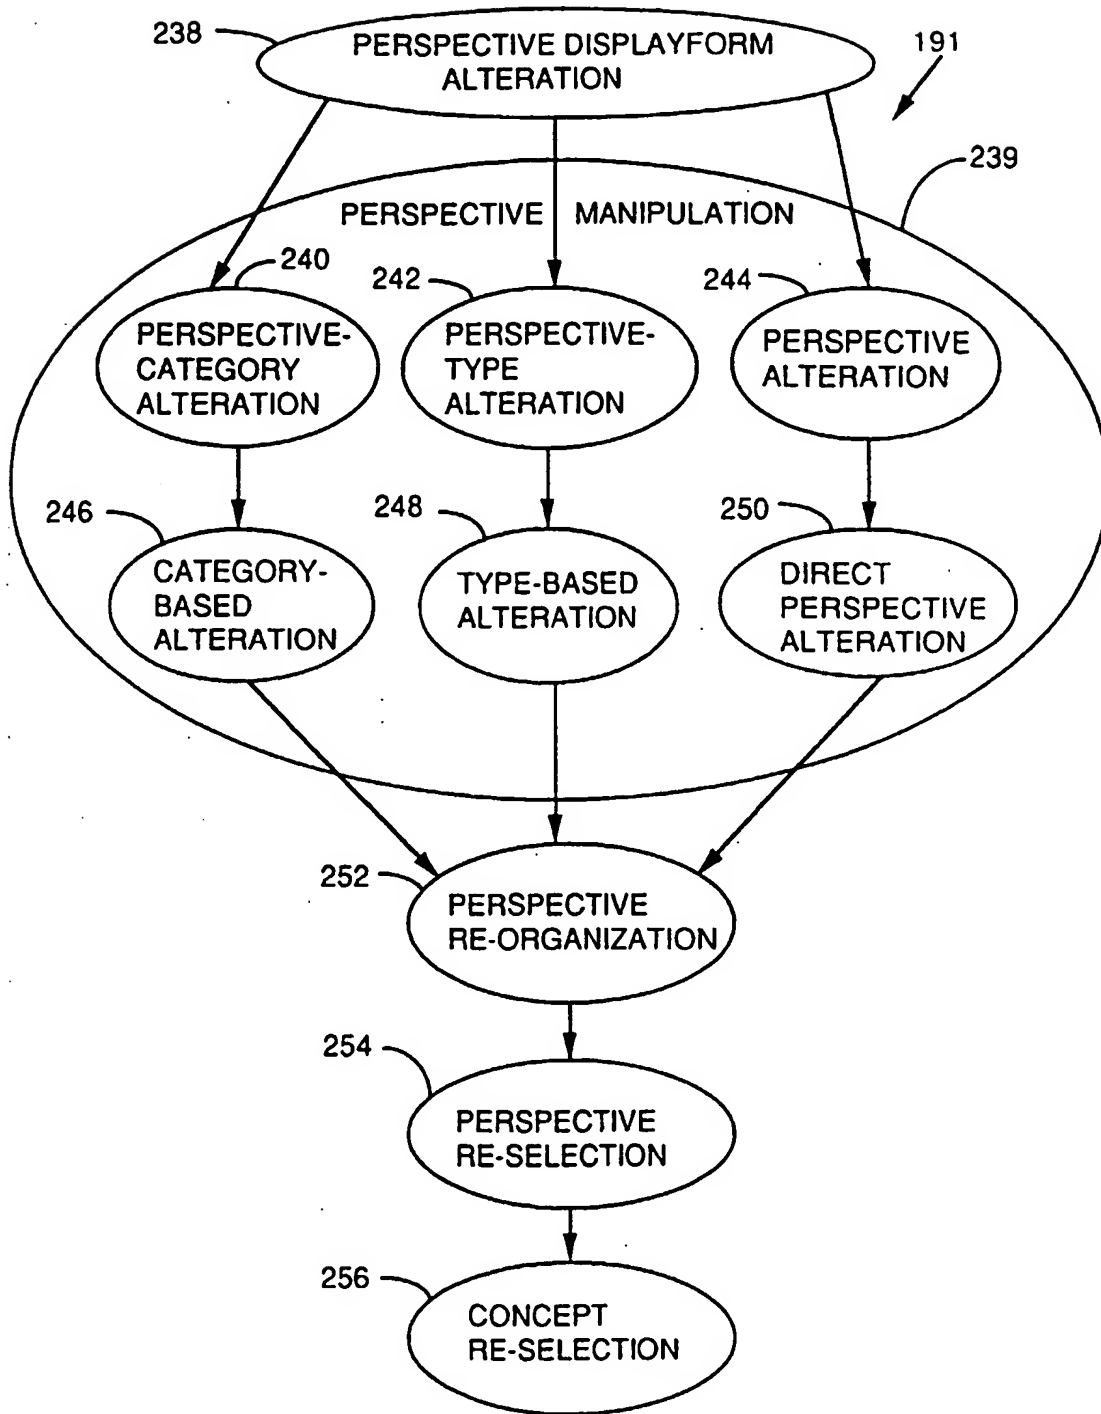 238
PERSPECTIVE DISPLAYFORM
ALTERATION
191
239
PERSPECTIVE MANIPULATION
240
PERSPECTIVE-
CATEGORY
ALTERATION
242
PERSPECTIVE-
TYPE
ALTERATION
244
PERSPECTIVE
ALTERATION
246
CATEGORY-
BASED
ALTERATION
248
TYPE-BASED
ALTERATION
250
DIRECT
PERSPECTIVE
ALTERATION
252
PERSPECTIVE
RE-ORGANIZATION
254
PERSPECTIVE
RE-SELECTION
256
CONCEPT
RE-SELECTION